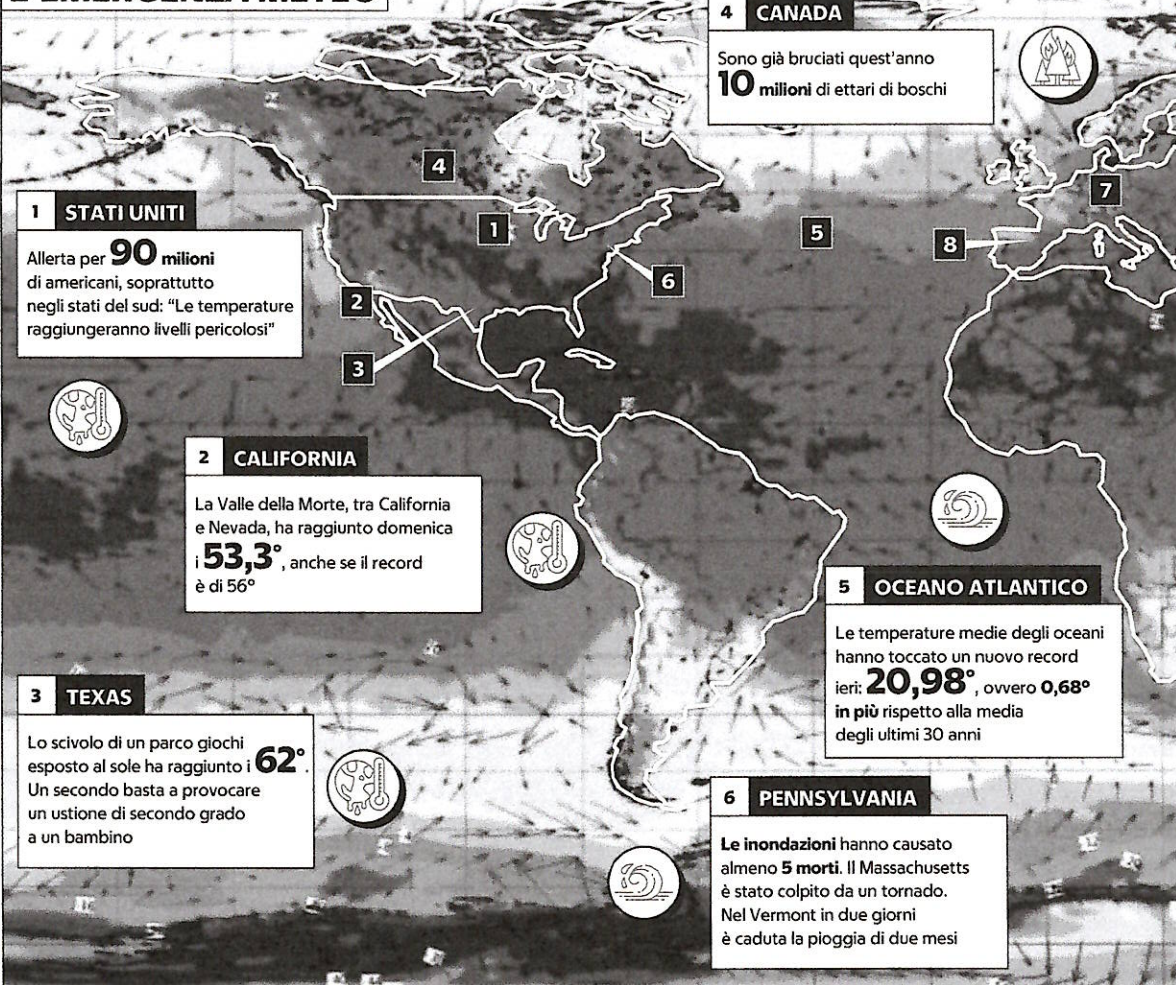 4 CANADA
Sono già bruciati quest'anno
10 milioni di ettari di boschi
1 STATI UNITI
Allerta per 90 milioni
di americani, soprattutto
negli stati del sud: "Le temperature
raggiungeranno livelli pericolosi"
4
1
2
3
6
5
8
7
2 CALIFORNIA
La Valle della Morte, tra California
e Nevada, ha raggiunto domenica
i 53,3°, anche se il record
è di 56°
3 TEXAS
Lo scivolo di un parco giochi
esposto al sole ha raggiunto i 62°.
Un secondo basta a provocare
un ustione di secondo grado
a un bambino
5 OCEANO ATLANTICO
Le temperature medie degli oceani
hanno toccato un nuovo record
ieri: 20,98°, ovvero 0,68°
in più rispetto alla media
degli ultimi 30 anni
6 PENNSYLVANIA
Le inondazioni hanno causato
almeno 5 morti. Il Massachusetts
è stato colpito da un tornado.
Nel Vermont in due giorni
è caduta la pioggia di due mesi